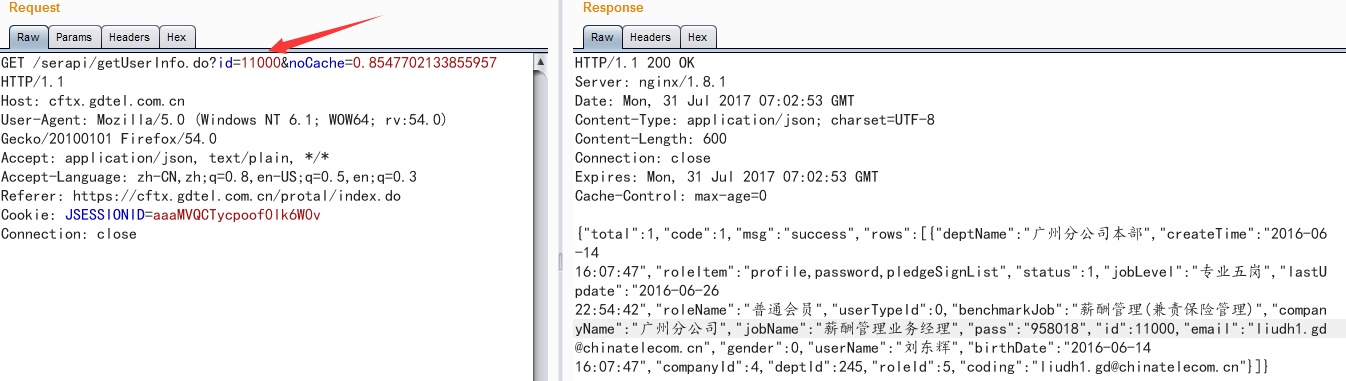 Request
Raw Params Headers Hex
GET /serapi/getUserInfo.do?id=11000&noCache=0.8547702133855957
HTTP/1.1
Host: cftx.gdtel.com.cn
User-Agent: Mozilla/5.0 (Windows NT 6.1; WOW64; rv:54.0)
Gecko/20100101 Firefox/54.0
Accept: application/json, text/plain, */*
Accept-Language: zh-CN,zh;q=0.8,en-US;q=0.5,en;q=0.3
Referer: https://cftx.gdtel.com.cn/protal/index.do
Cookie: JSESSIONID=aaaMVQCTycpoof0lk6W0v
Connection: close
Response
Raw Headers Hex
HTTP/1.1 200 OK
Server: nginx/1.8.1
Date: Mon, 31 Jul 2017 07:02:53 GMT
Content-Type: application/json; charset=UTF-8
Content-Length: 600
Connection: close
Expires: Mon, 31 Jul 2017 07:02:53 GMT
Cache-Control: max-age=0
{"total":1,"code":1,"msg":"success","rows":[{"deptName":"广州分公司本部","createTime":"2016-06
-14
16:07:47","roleItem":"profile,password,pledgeSignList","status":1,"jobLevel":"专业五岗","lastU
pdate":"2016-06-26
22:54:42","roleName":"普通会员","userTypeId":0,"benchmarkJob":"薪酬管理(兼责保险管理)","compan
yName":"广州分公司","jobName":"薪酬管理业务经理","pass":"958018","id":11000,"email":"liudh1.gd
@chinatelecom.cn","gender":0,"userName":"刘东辉","birthDate":"2016-06-14
16:07:47","companyId":4,"deptId":245,"roleId":5,"coding":"liudh1.gd@chinatelecom.cn"}]}